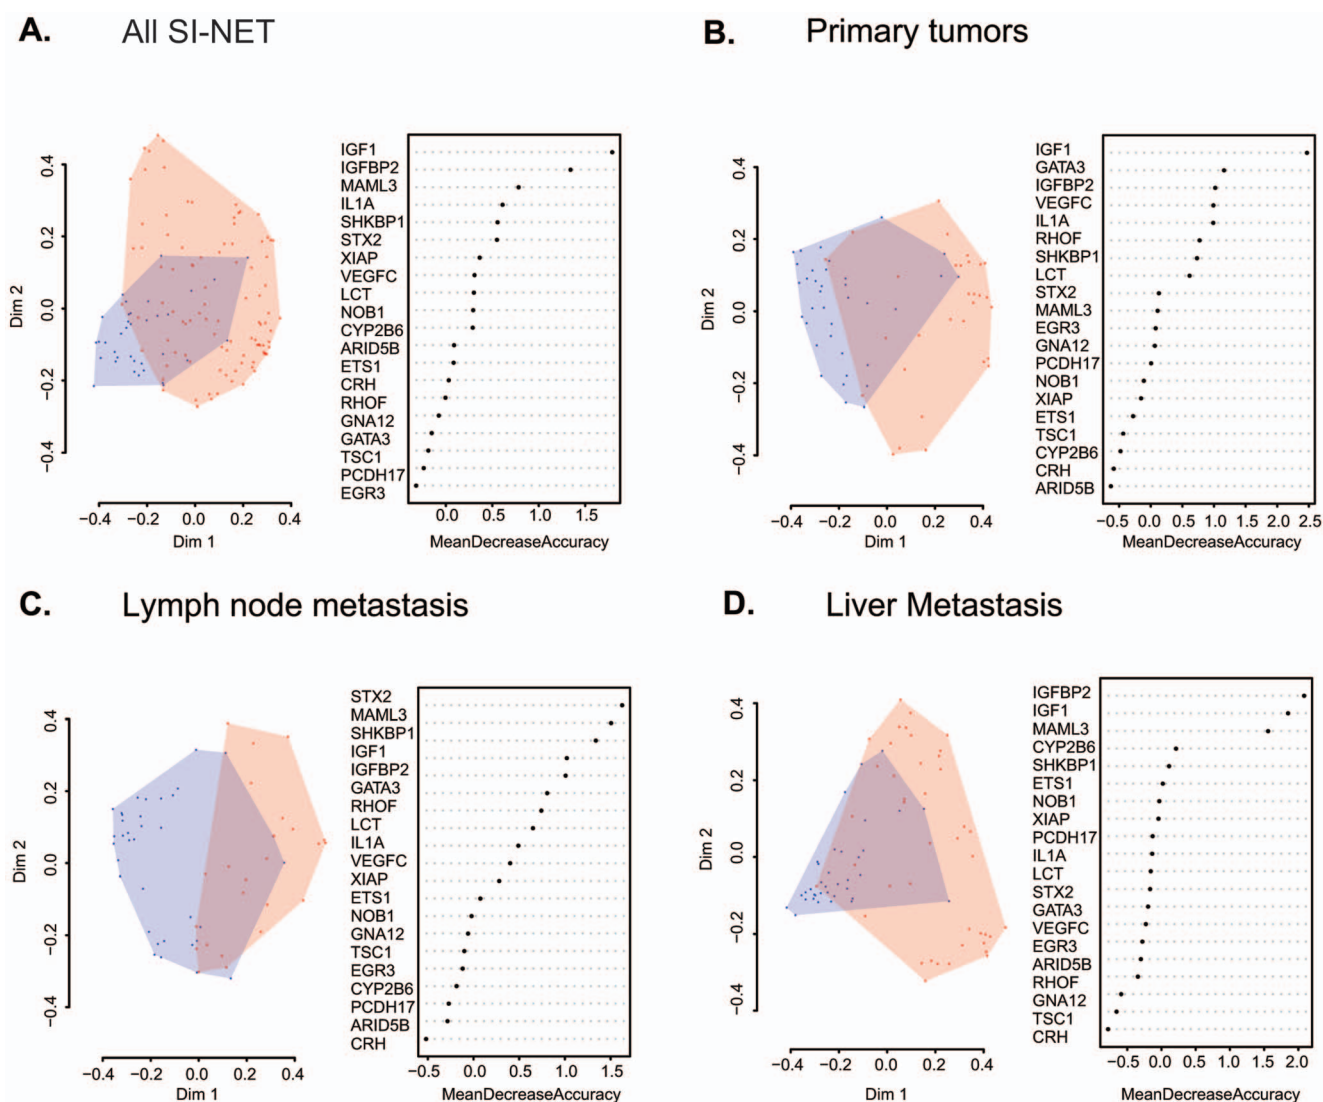 A. All SI-NET
Dim 2
0.4
0.2
0.0
−0.2
−0.4
−0.4 −0.2 0.0 0.2 0.4
Dim 1
IGF1
IGFBP2
MAML3
IL1A
SHKBP1
STX2
XIAP
VEGFC
LCT
NOB1
CYP2B6
ARID5B
ETS1
CRH
RHOF
GNA12
GATA3
TSC1
PCDH17
EGR3
0.0 0.5 1.0 1.5
MeanDecreaseAccuracy
B. Primary tumors
Dim 2
0.4
0.2
0.0
−0.2
−0.4
−0.4 −0.2 0.0 0.2 0.4
Dim 1
IGF1
GATA3
IGFBP2
VEGFC
IL1A
RHOF
SHKBP1
LCT
STX2
MAML3
EGR3
GNA12
PCDH17
NOB1
XIAP
ETS1
TSC1
CYP2B6
CRH
ARID5B
−0.5 0.0 0.5 1.0 1.5 2.0 2.5
MeanDecreaseAccuracy
C. Lymph node metastasis
Dim 2
0.4
0.2
0.0
−0.2
−0.4
−0.4 −0.2 0.0 0.2 0.4
Dim 1
STX2
MAML3
SHKBP1
IGF1
IGFBP2
GATA3
RHOF
LCT
IL1A
VEGFC
XIAP
ETS1
NOB1
GNA12
TSC1
EGR3
CYP2B6
PCDH17
ARID5B
CRH
−0.5 0.0 0.5 1.0 1.5
MeanDecreaseAccuracy
D. Liver Metastasis
Dim 2
0.4
0.2
0.0
−0.2
−0.4
−0.4 −0.2 0.0 0.2 0.4
Dim 1
IGFBP2
IGF1
MAML3
CYP2B6
SHKBP1
ETS1
NOB1
XIAP
PCDH17
IL1A
LCT
STX2
GATA3
VEGFC
EGR3
ARID5B
RHOF
GNA12
TSC1
CRH
−0.5 0.0 0.5 1.0 1.5 2.0
MeanDecreaseAccuracy